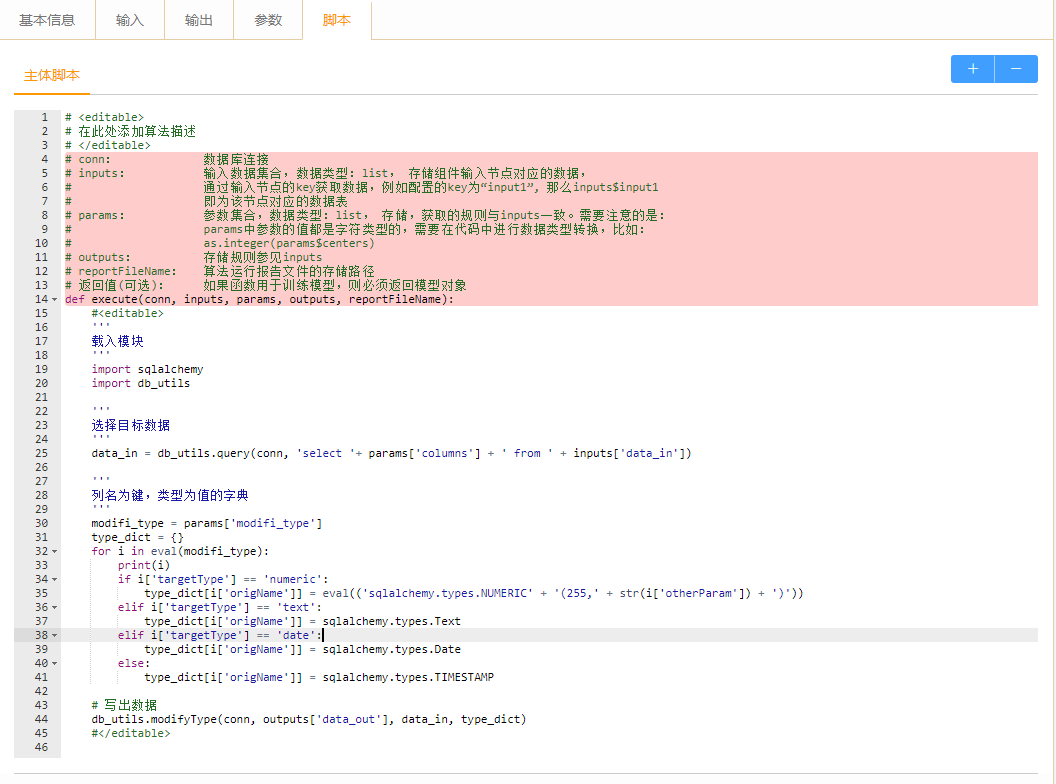 基本信息 输入 输出 参数 脚本
主体脚本
+ −
1 # <editable>
2 # 在此处添加算法描述
3 # </editable>
4 # conn: 数据库连接
5 # inputs: 输入数据集合，数据类型：list， 存储组件输入节点对应的数据，
6 # 通过输入节点的key获取数据，例如配置的key为“input1”, 那么inputs$input1
7 # 即为该节点对应的数据表
8 # params: 参数集合，数据类型：list， 存储，获取的规则与inputs一致。需要注意的是：
9 # params中参数的值都是字符类型的，需要在代码中进行数据类型转换，比如：
10 # as.integer(params$centers)
11 # outputs: 存储规则参见inputs
12 # reportFileName: 算法运行报告文件的存储路径
13 # 返回值(可选): 如果函数用于训练模型，则必须返回模型对象
14 def execute(conn, inputs, params, outputs, reportFileName):
15 #<editable>
16 '''
17 载入模块
18 '''
19 import sqlalchemy
20 import db_utils
21
22 '''
23 选择目标数据
24 '''
25 data_in = db_utils.query(conn, 'select '+ params['columns'] + ' from ' + inputs['data_in'])
26
27 '''
28 列名为键，类型为值的字典
29 '''
30 modifi_type = params['modifi_type']
31 type_dict = {}
32 for i in eval(modifi_type):
33 print(i)
34 if i['targetType'] == 'numeric':
35 type_dict[i['origName']] = eval(('sqlalchemy.types.NUMERIC' + '(255,' + str(i['otherParam']) + ')'))
36 elif i['targetType'] == 'text':
37 type_dict[i['origName']] = sqlalchemy.types.Text
38 elif i['targetType'] == 'date':
39 type_dict[i['origName']] = sqlalchemy.types.Date
40 else:
41 type_dict[i['origName']] = sqlalchemy.types.TIMESTAMP
42
43 # 写出数据
44 db_utils.modifyType(conn, outputs['data_out'], data_in, type_dict)
45 #</editable>
46